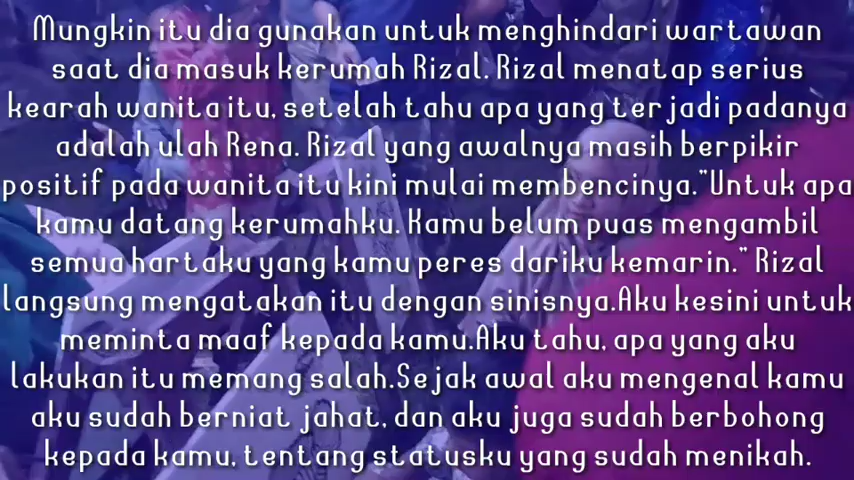 Mungkin itu dia gunakan untuk menghindari wartawan
saat dia masuk kerumah Rizal. Rizal menatap serius
kearah wanita itu, setelah tahu apa yang terjadi padanya
adalah ulah Rena. Rizal yang awalnya masih berpikir
positif pada wanita itu kini mulai membencinya."Untuk apa
kamu datang kerumahku. Kamu belum puas mengambil
semua hartaku yang kamu peres dariku kemarin." Rizal
langsung mengatakan itu dengan sinisnya.Aku kesini untuk
meminta maaf kepada kamu.Aku tahu, apa yang aku
lakukan itu memang salah.Sejak awal aku mengenal kamu
aku sudah berniat jahat, dan aku juga sudah berbohong
kepada kamu, tentang statusku yang sudah menikah.